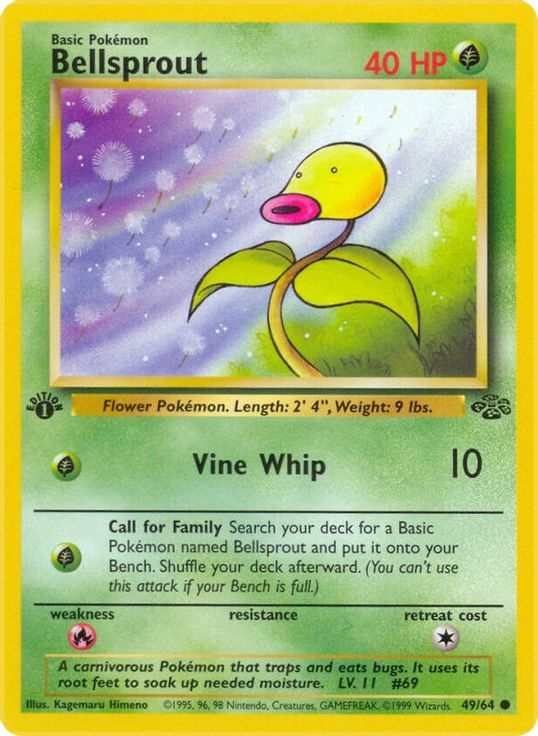 Basic Pokémon
Bellsprout
40 HP
EDITION
1
Flower Pokémon. Length: 2' 4", Weight: 9 lbs.
Vine Whip 10
Call for Family Search your deck for a Basic
Pokémon named Bellsprout and put it onto your
Bench. Shuffle your deck afterward. (You can't use
this attack if your Bench is full.)
weakness resistance retreat cost
A carnivorous Pokémon that traps and eats bugs. It uses its
root feet to soak up needed moisture. LV. 11 #69
Illus. Kagemaru Himeno ©1995, 96, 98 Nintendo, Creatures, GAMEFREAK. ©1999 Wizards. 49/64